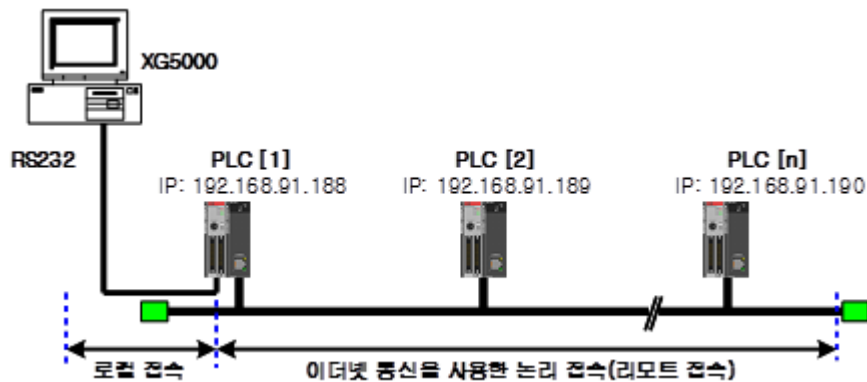 XG5000
RS232
PLC [1]
IP: 192.168.91.188
PLC [2]
IP: 192.168.91.189
PLC [n]
IP: 192.168.91.190
로컬 접속
이더넷 통신을 사용한 논리 접속(리모트 접속)